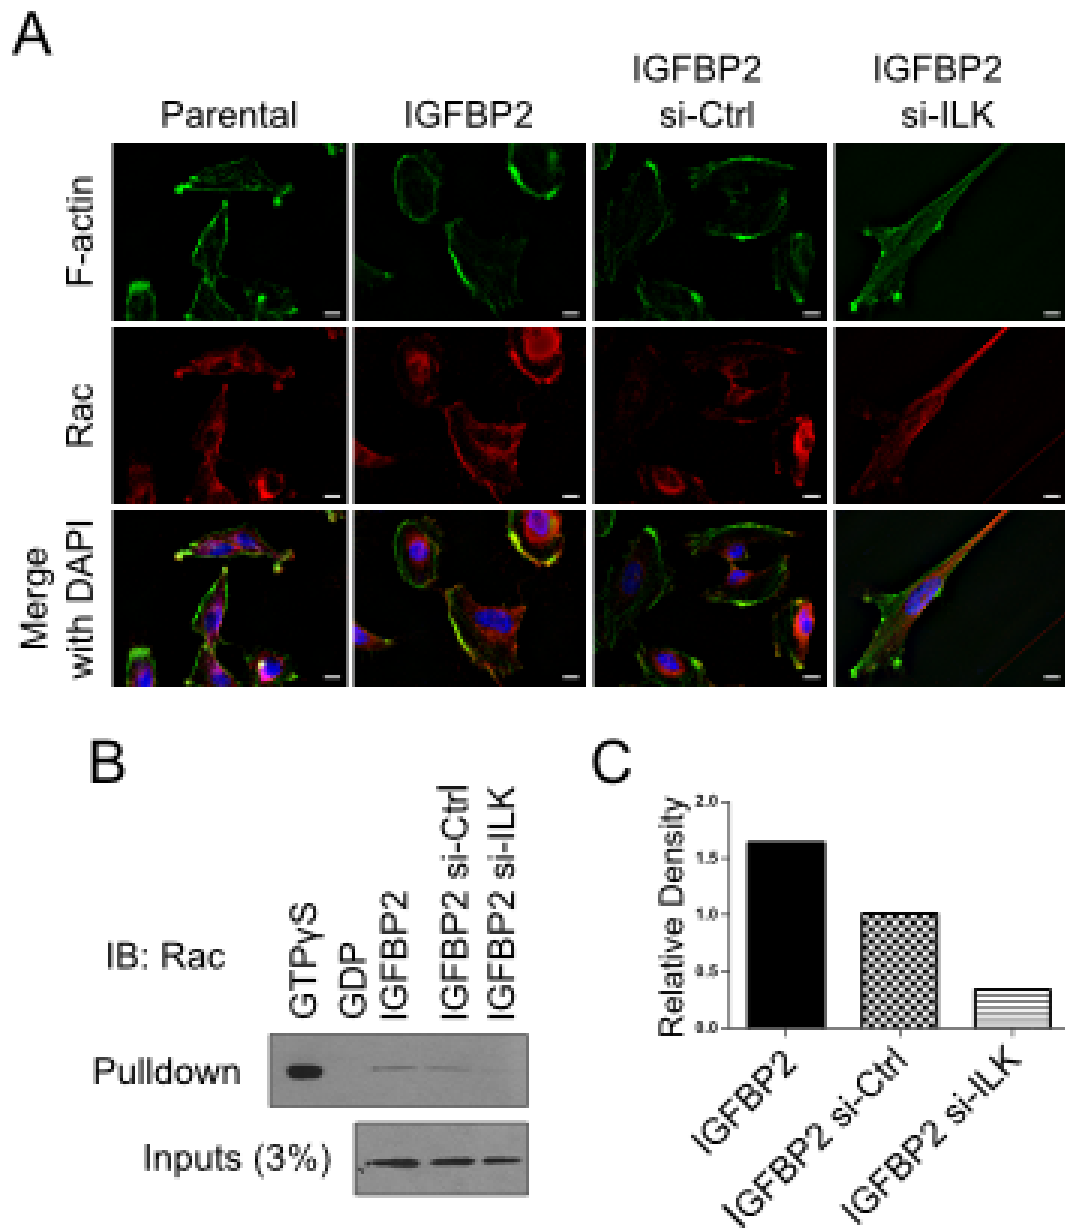 A
IGFBP2
IGFBP2
Parental
IGFBP2
si-Ctrl
si-ILK
F-actin
Rac
Merge
with DAPI
B
IB: Rac
GTPγS
GDP
IGFBP2
IGFBP2 si-Ctrl
IGFBP2 si-ILK
Pulldown
Inputs (3%)
C
Relative Density
2.0
1.5
1.0
0.5
0.0
IGFBP2
IGFBP2 si-Ctrl
IGFBP2 si-ILK